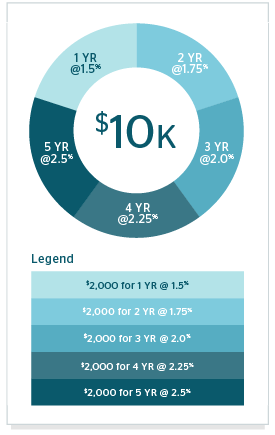 1 YR
@1.5%
2 YR
@1.75%
$10K
5 YR
@2.5%
3 YR
@2.0%
4 YR
@2.25%
Legend
$2,000 for 1 YR @ 1.5%
$2,000 for 2 YR @ 1.75%
$2,000 for 3 YR @ 2.0%
$2,000 for 4 YR @ 2.25%
$2,000 for 5 YR @ 2.5%